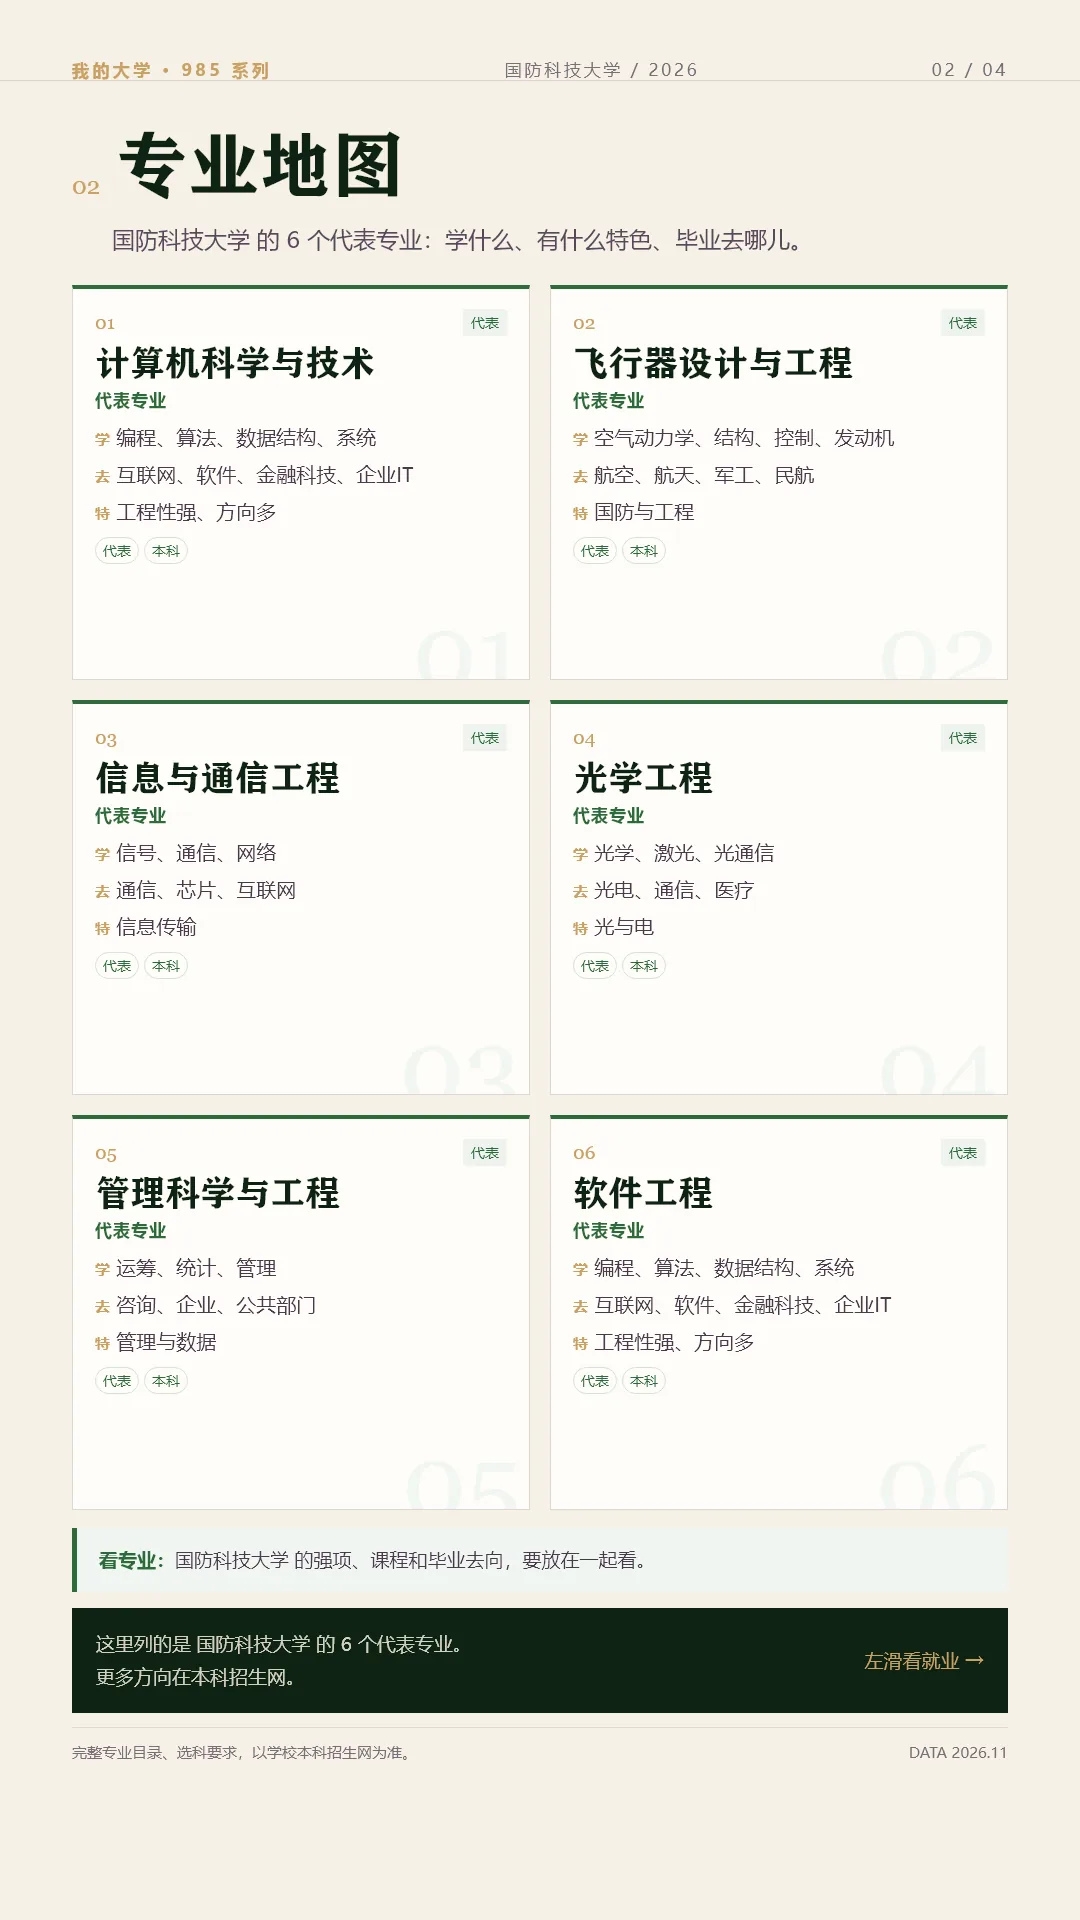 我的大学 · 985 系列
国防科技大学 / 2026
02 / 04
02 专业地图
国防科技大学 的 6 个代表专业：学什么、有什么特色、毕业去哪儿。
01
代表
计算机科学与技术
代表专业
学 编程、算法、数据结构、系统
去 互联网、软件、金融科技、企业IT
特 工程性强、方向多
代表 本科
01
02
代表
飞行器设计与工程
代表专业
学 空气动力学、结构、控制、发动机
去 航空、航天、军工、民航
特 国防与工程
代表 本科
02
03
代表
信息与通信工程
代表专业
学 信号、通信、网络
去 通信、芯片、互联网
特 信息传输
代表 本科
03
04
代表
光学工程
代表专业
学 光学、激光、光通信
去 光电、通信、医疗
特 光与电
代表 本科
04
05
代表
管理科学与工程
代表专业
学 运筹、统计、管理
去 咨询、企业、公共部门
特 管理与数据
代表 本科
05
06
代表
软件工程
代表专业
学 编程、算法、数据结构、系统
去 互联网、软件、金融科技、企业IT
特 工程性强、方向多
代表 本科
06
看专业：国防科技大学 的强项、课程和毕业去向，要放在一起看。
这里列的是 国防科技大学 的 6 个代表专业。
更多方向在本科招生网。
左滑看就业 →
完整专业目录、选科要求，以学校本科招生网为准。
DATA 2026.11